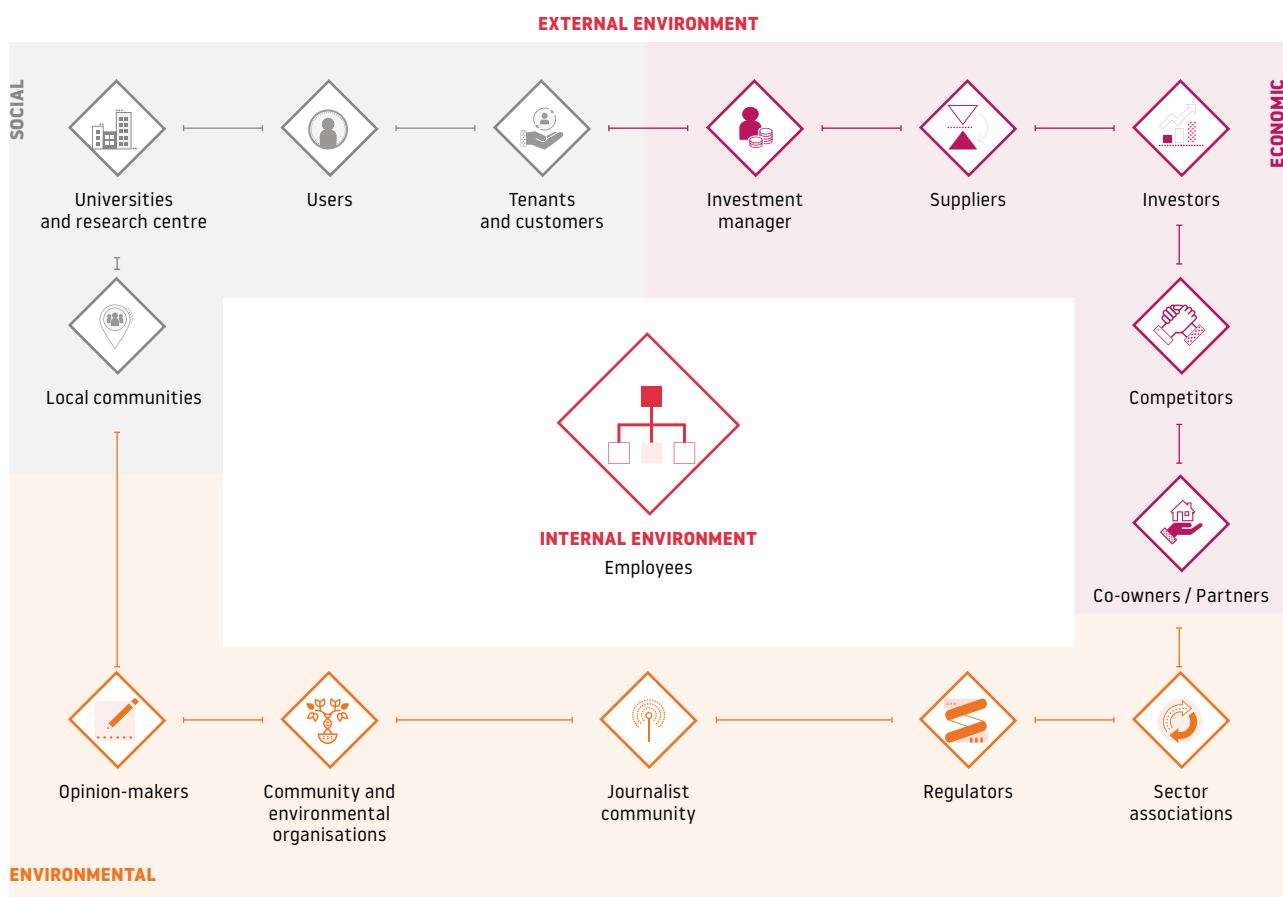 EXTERNAL ENVIRONMENT
SOCIAL
ECONOMIC
Universities
and research centre
Users
Tenants
and customers
Investment
manager
Suppliers
Investors
Local communities
Competitors
INTERNAL ENVIRONMENT
Employees
Co-owners / Partners
Opinion-makers
Community and
environmental
organisations
Journalist
community
Regulators
Sector
associations
ENVIRONMENTAL